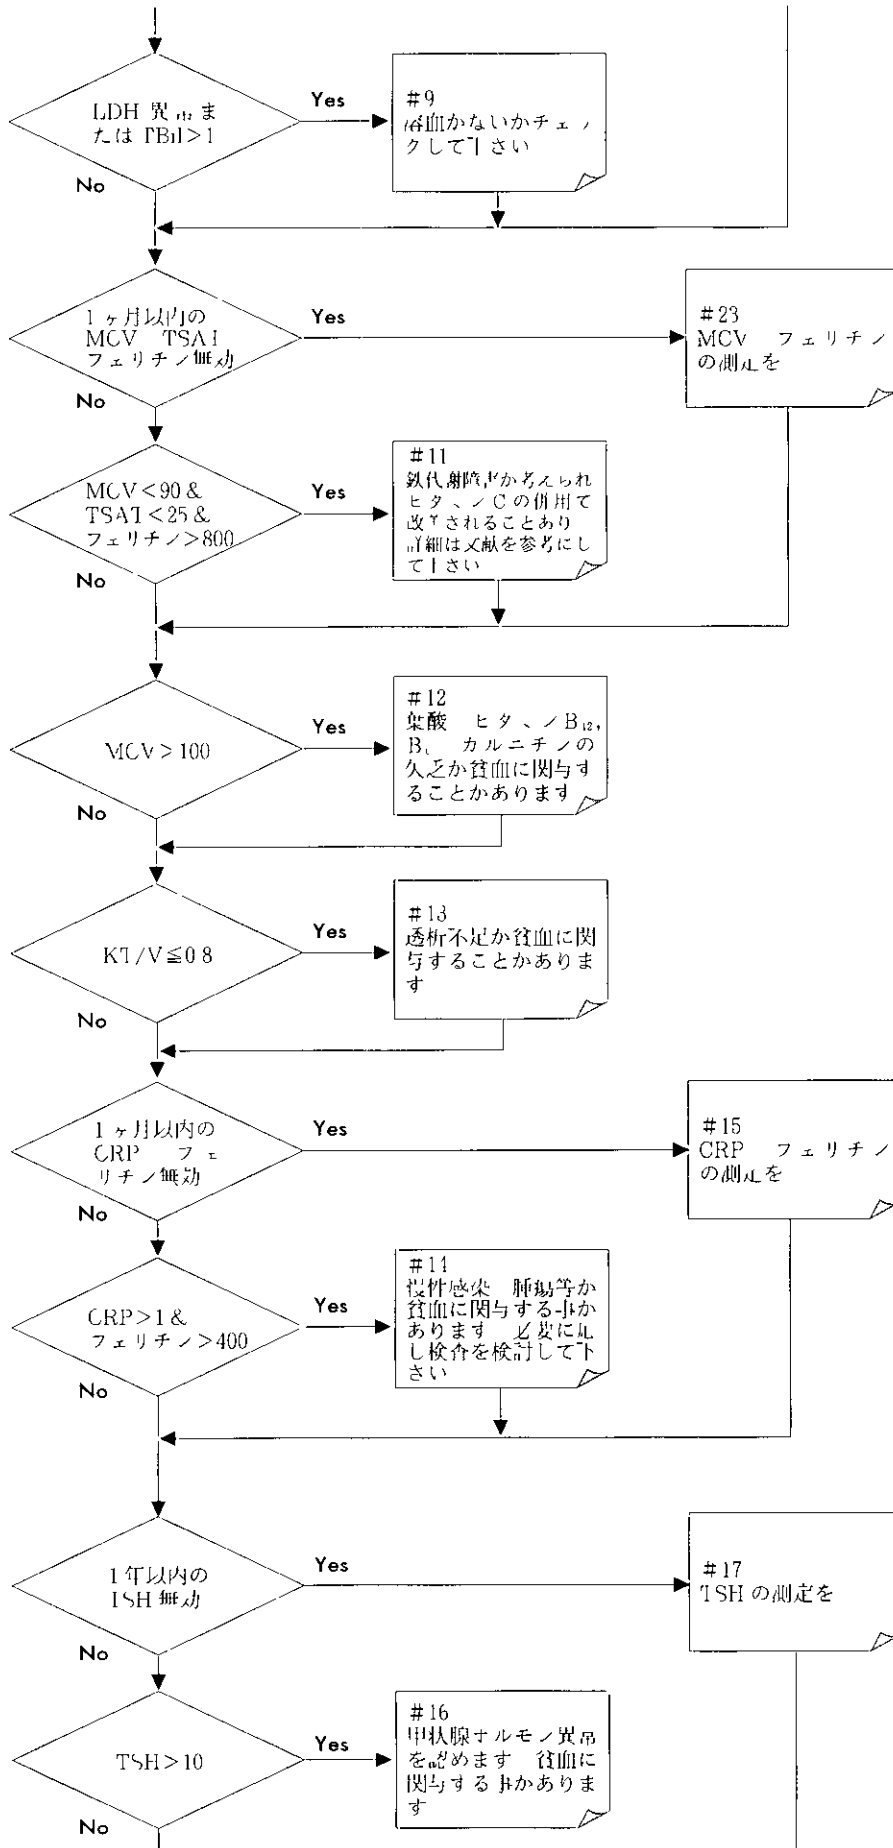 LDH 異常ま
たは TBil>1
Yes
No
#9
溶血がないかチェッ
クして下さい
1ヶ月以内の
MCV TSAT
フェリチン無効
Yes
No
#23
MCV フェリチン
の測定を
MCV<90 &
TSAT<25 &
フェリチン>800
Yes
No
#11
鉄代謝障害が考えられ
ビタミンCの併用で
改善されることあり
詳細は文献を参考にし
て下さい
MCV>100
Yes
No
#12
葉酸 ビタミンB₁₂,
カルニチンの
欠乏が貧血に関与す
ることがあります
KT/V≦0.8
Yes
No
#13
透析不足が貧血に関
与することがありま
す
1ヶ月以内の
CRP フェ
リチン無効
Yes
No
#15
CRP フェリチン
の測定を
CRP>1 &
フェリチン>400
Yes
No
#14
慢性感染 腫瘍等が
貧血に関与する事が
あります 必要に応
し検査を検討して下
さい
1年以内の
TSH無効
Yes
No
#17
TSHの測定を
TSH>10
Yes
No
#16
甲状腺ホルモン異常
を認めます 貧血に
関与する事がありま
す